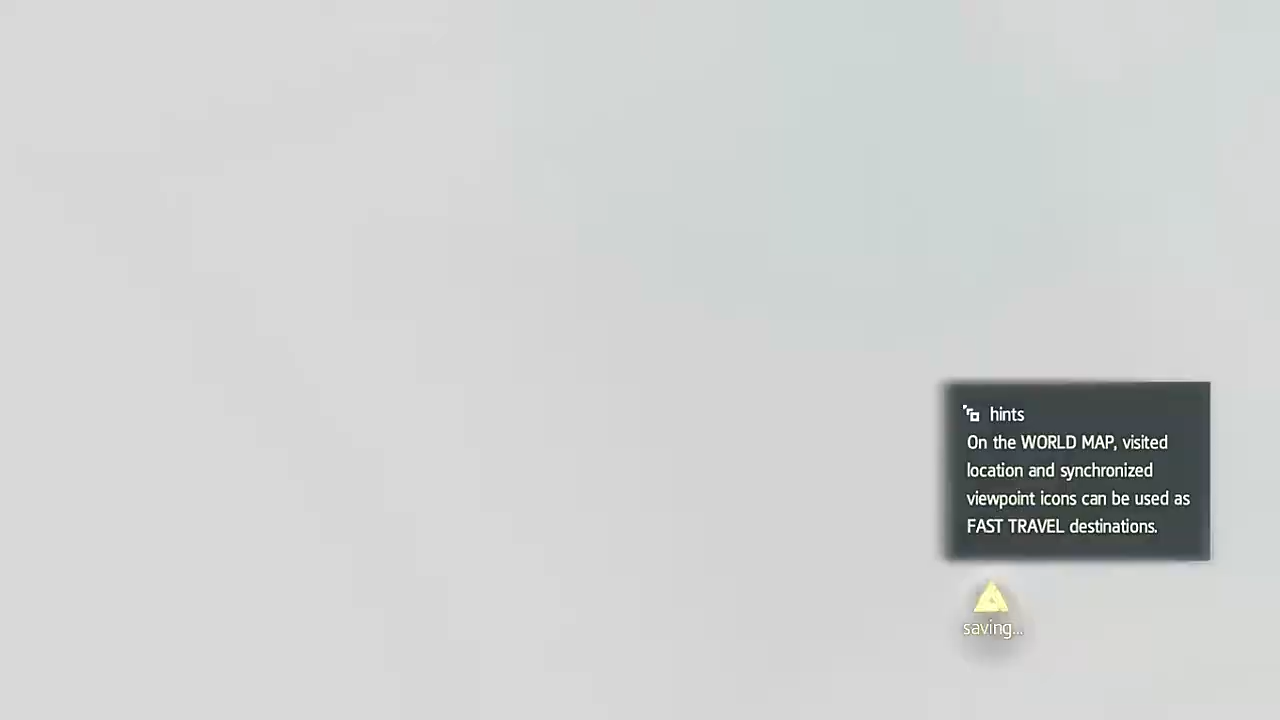 hints
On the WORLD MAP, visited
location and synchronized
viewpoint icons can be used as
FAST TRAVEL destinations.
saving...